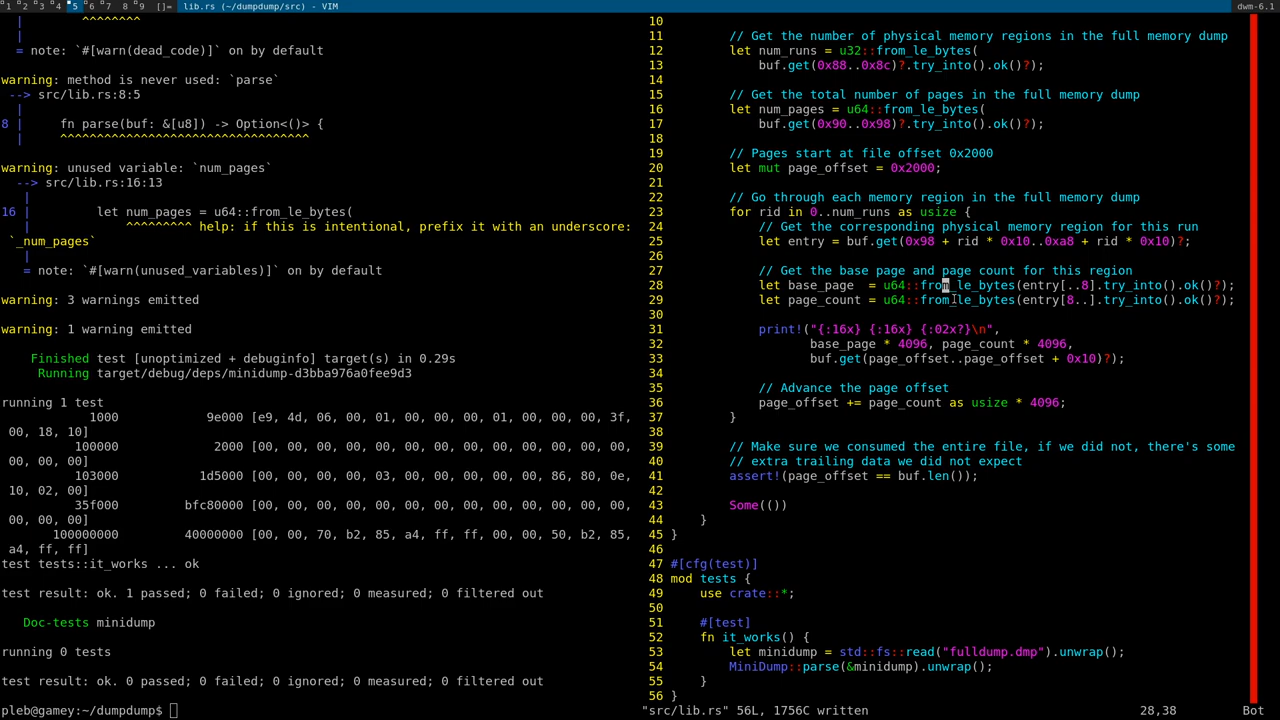 1 2 3 4 5 6 7 8 9 []= lib.rs (~/dumpdump/src) - VIM dwm-6.1
| ^^^^^^^^
|
= note: `#[warn(dead_code)]` on by default
warning: method is never used: `parse`
--> src/lib.rs:8:5
|
8 | fn parse(buf: &[u8]) -> Option<()> {
| ^^^^^^^^^^^^^^^^^^^^^^^^^^^^^^^^^^
warning: unused variable: `num_pages`
--> src/lib.rs:16:13
|
16 | let num_pages = u64::from_le_bytes(
| ^^^^^^^^^ help: if this is intentional, prefix it with an underscore:
`_num_pages`
|
= note: `#[warn(unused_variables)]` on by default
warning: 3 warnings emitted
warning: 1 warning emitted
Finished test [unoptimized + debuginfo] target(s) in 0.29s
Running target/debug/deps/minidump-d3bba976a0fee9d3
running 1 test
1000 9e000 [e9, 4d, 06, 00, 01, 00, 00, 00, 01, 00, 00, 00, 3f,
00, 18, 10]
100000 2000 [00, 00, 00, 00, 00, 00, 00, 00, 00, 00, 00, 00, 00,
00, 00, 00]
103000 1d5000 [00, 00, 00, 00, 03, 00, 00, 00, 00, 00, 86, 80, 0e,
10, 02, 00]
35f000 bfc80000 [00, 00, 00, 00, 00, 00, 00, 00, 00, 00, 00, 00, 00,
00, 00, 00]
100000000 40000000 [00, 00, 70, b2, 85, a4, ff, ff, 00, 00, 50, b2, 85,
a4, ff, ff]
test tests::it_works ... ok
test result: ok. 1 passed; 0 failed; 0 ignored; 0 measured; 0 filtered out
Doc-tests minidump
running 0 tests
test result: ok. 0 passed; 0 failed; 0 ignored; 0 measured; 0 filtered out
pleb@gamey:~/dumpdump$
10
11 // Get the number of physical memory regions in the full memory dump
12 let num_runs = u32::from_le_bytes(
13 buf.get(0x88..0x8c)?.try_into().ok()?);
14
15 // Get the total number of pages in the full memory dump
16 let num_pages = u64::from_le_bytes(
17 buf.get(0x90..0x98)?.try_into().ok()?);
18
19 // Pages start at file offset 0x2000
20 let mut page_offset = 0x2000;
21
22 // Go through each memory region in the full memory dump
23 for rid in 0..num_runs as usize {
24 // Get the corresponding physical memory region for this run
25 let entry = buf.get(0x98 + rid * 0x10..0xa8 + rid * 0x10)?;
26
27 // Get the base page and page count for this region
28 let base_page = u64::from_le_bytes(entry[..8].try_into().ok()?);
29 let page_count = u64::from_le_bytes(entry[8..].try_into().ok()?);
30
31 print!("{:16x} {:16x} {:02x?}\n",
32 base_page * 4096, page_count * 4096,
33 buf.get(page_offset..page_offset + 0x10)?);
34
35 // Advance the page offset
36 page_offset += page_count as usize * 4096;
37 }
38
39 // Make sure we consumed the entire file, if we did not, there's some
40 // extra trailing data we did not expect
41 assert!(page_offset == buf.len());
42
43 Some(())
44 }
45 }
46
47 #[cfg(test)]
48 mod tests {
49 use crate::*;
50
51 #[test]
52 fn it_works() {
53 let minidump = std::fs::read("fulldump.dmp").unwrap();
54 MiniDump::parse(&minidump).unwrap();
55 }
56 }
"src/lib.rs" 56L, 1756C written 28,38 Bot